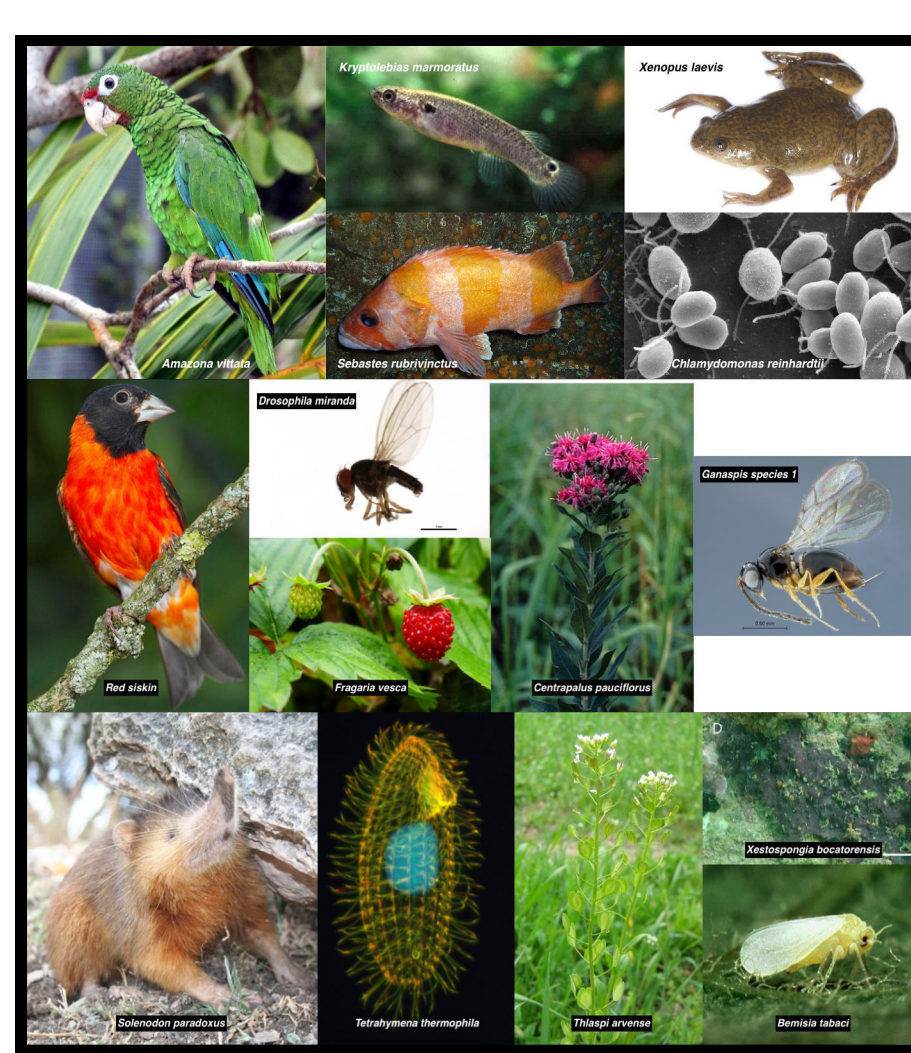 Kryptolebias marmoratus
Xenopus laevis
Amazona vittata
Sebastes rubrivinctus
Chlamydomonas reinhardtii
Drosophila miranda
Ganaspis species 1
0.50 mm
Red siskin
Fragaria vesca
Centrapalus pauciflorus
D
Xestospongia bocatorensis
Solenodon paradoxus
Tetrahymena thermophila
Thlaspi arvense
Bemisia tabaci